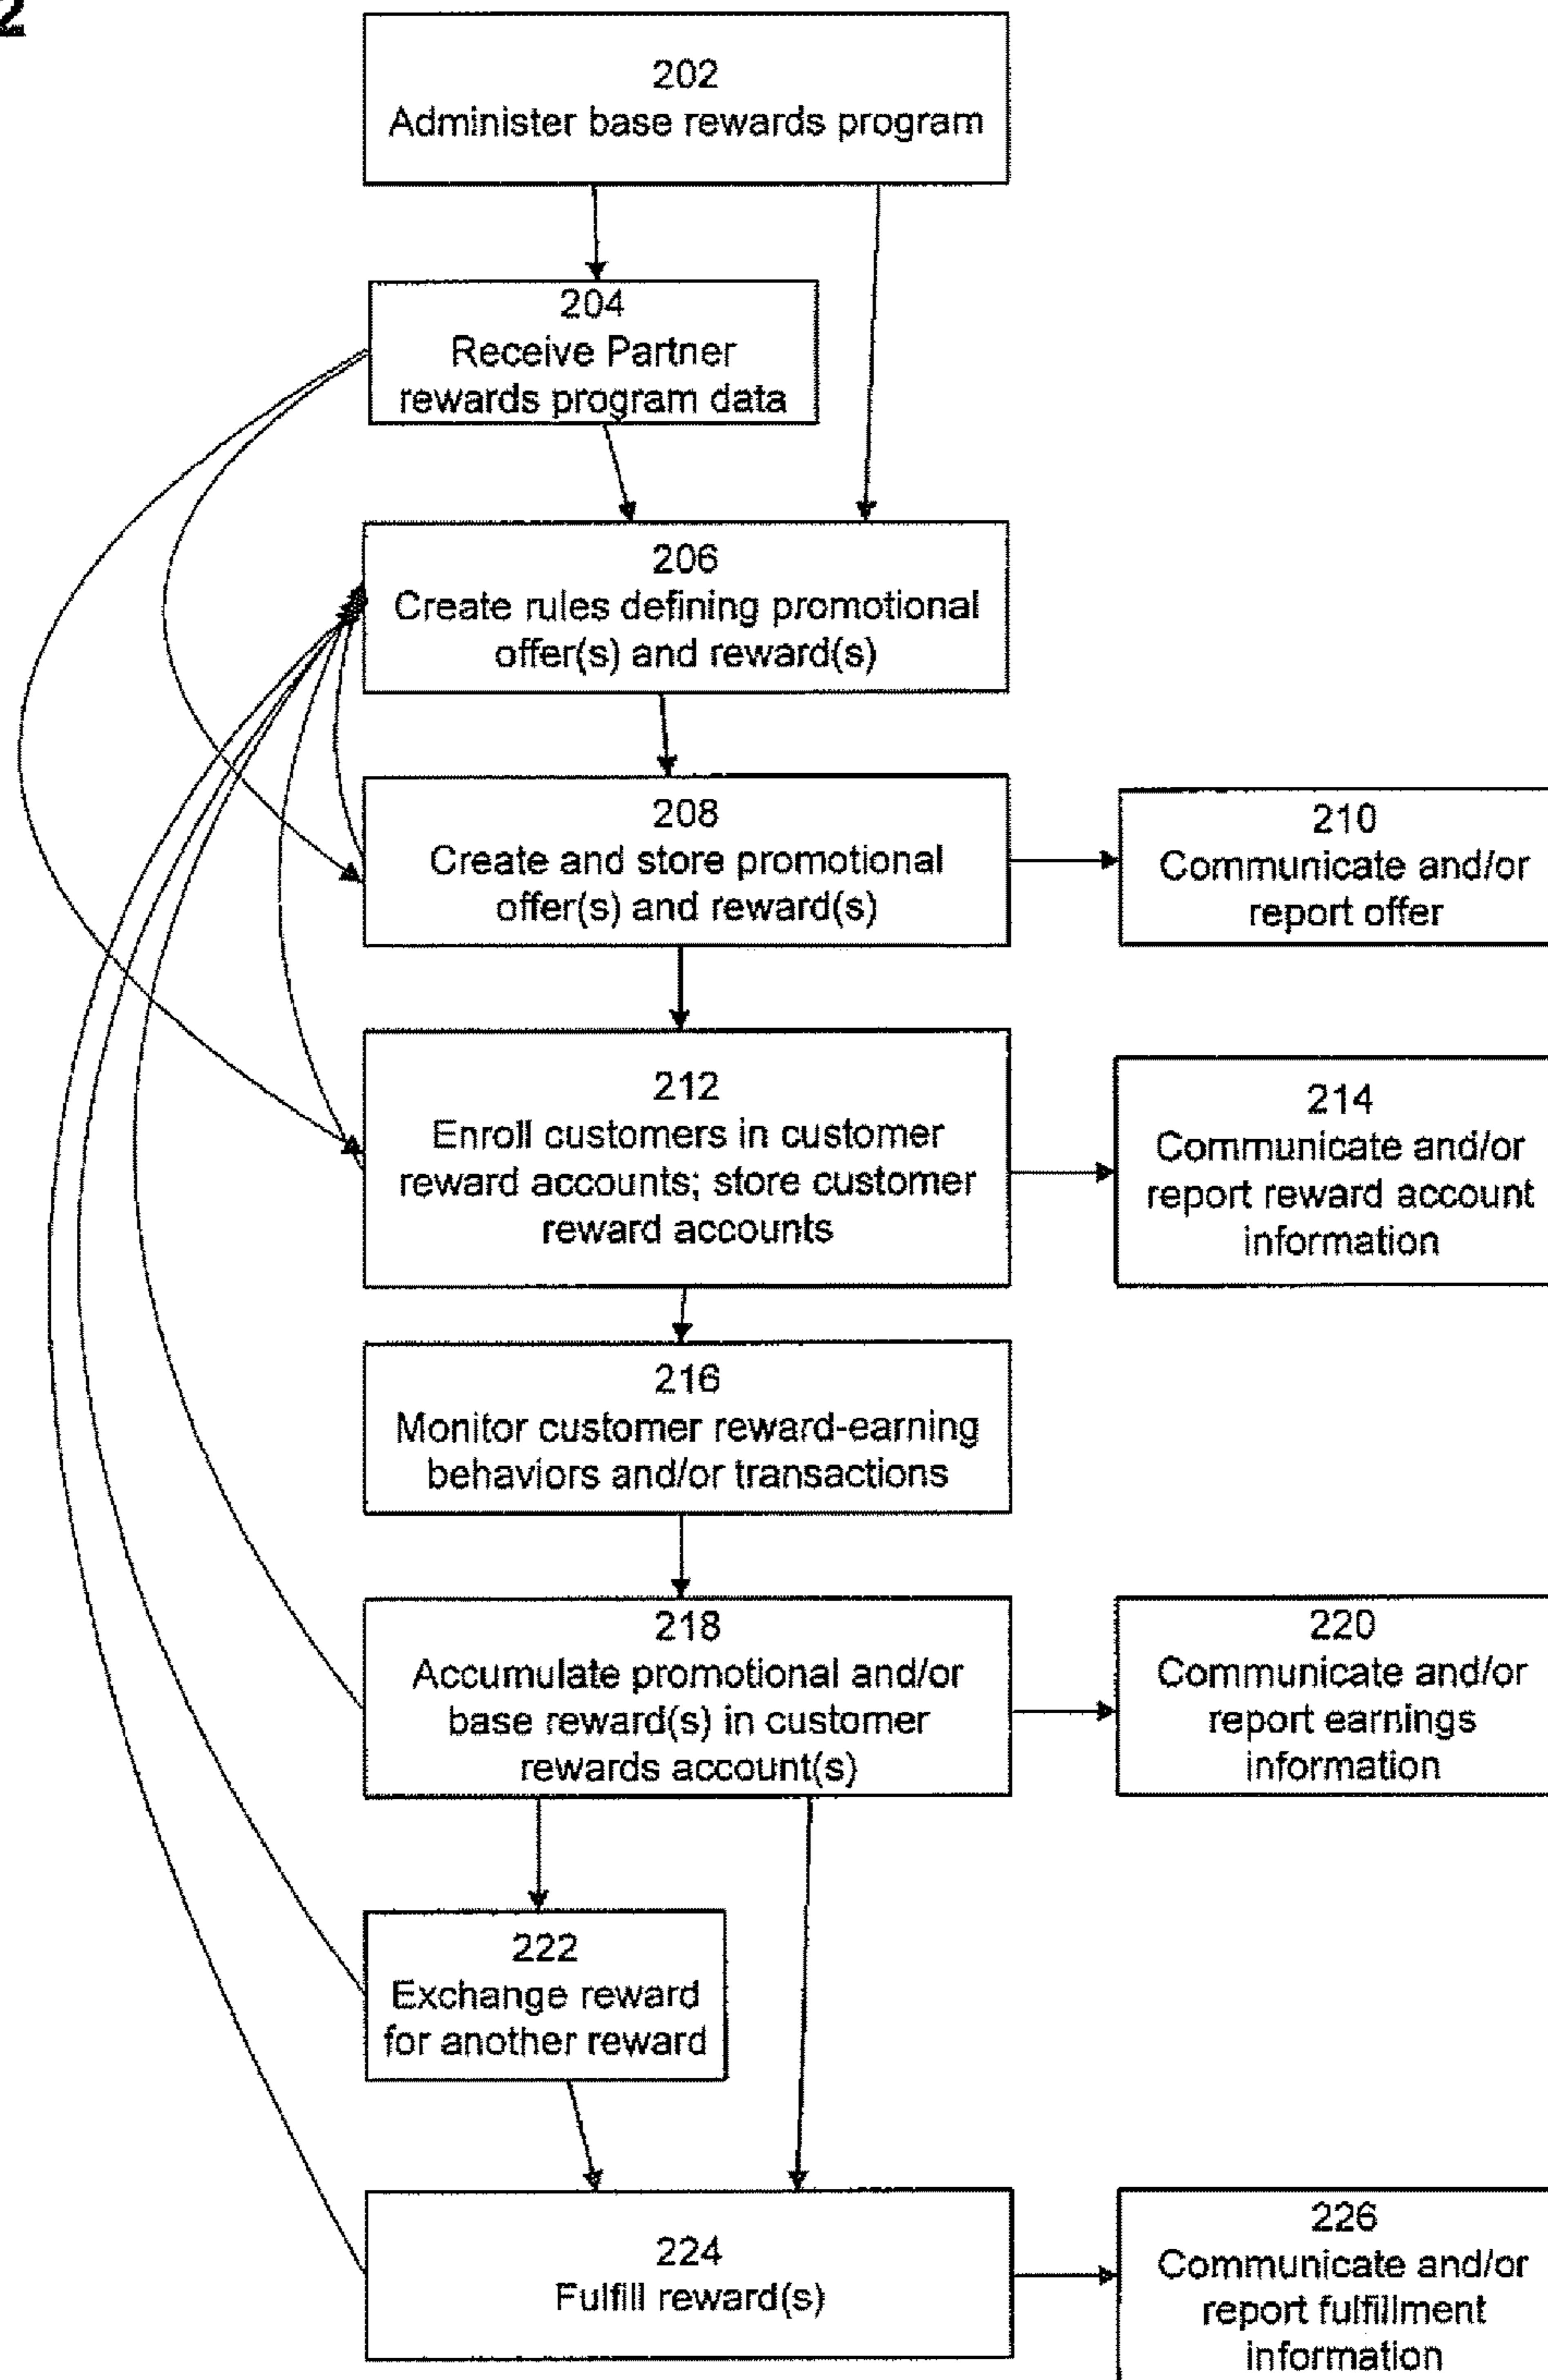 2
202
Administer base rewards program
204
Receive Partner
rewards program data
206
Create rules defining promotional
offer(s) and reward(s)
208
Create and store promotional
offer(s) and reward(s)
210
Communicate and/or
report offer
212
Enroll customers in customer
reward accounts; store customer
reward accounts
214
Communicate and/or
report reward account
information
216
Monitor customer reward-earning
behaviors and/or transactions
218
Accumulate promotional and/or
base reward(s) in customer
rewards account(s)
220
Communicate and/or
report earnings
information
222
Exchange reward
for another reward
224
Fulfill reward(s)
226
Communicate and/or
report fulfillment
information